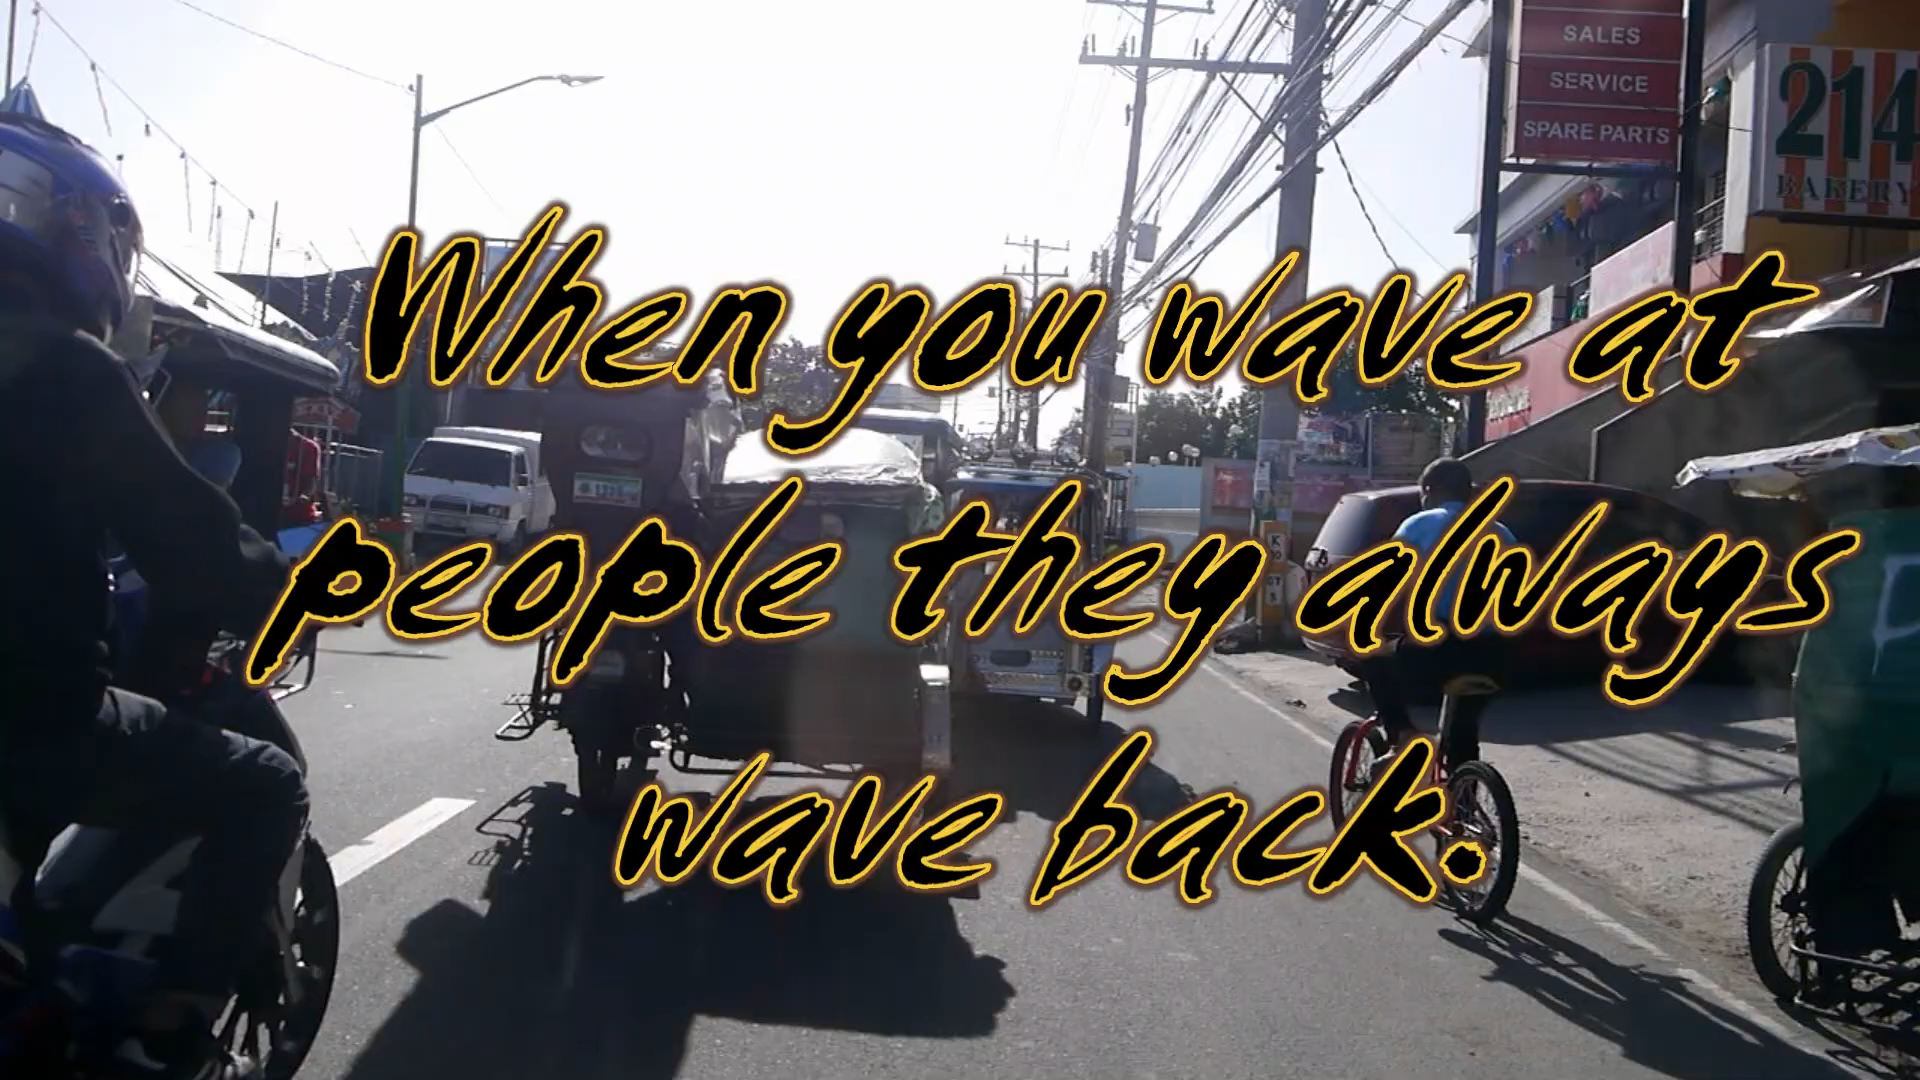 SALES
SERVICE
SPARE PARTS
214
BAKERY
When you wave at
people they always
wave back.